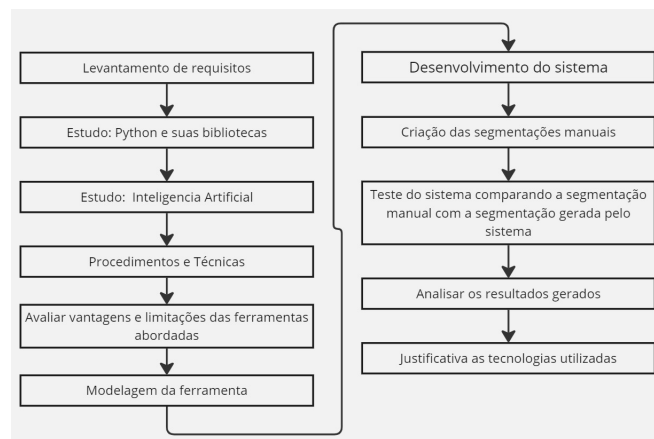 Levantamento de requisitos
Estudo: Python e suas bibliotecas
Estudo: Inteligencia Artificial
Procedimentos e Técnicas
Avaliar vantagens e limitações das ferramentas
abordadas
Modelagem da ferramenta
Desenvolvimento do sistema
Criação das segmentações manuais
Teste do sistema comparando a segmentação
manual com a segmentação gerada pelo
sistema
Analisar os resultados gerados
Justificativa as tecnologias utilizadas